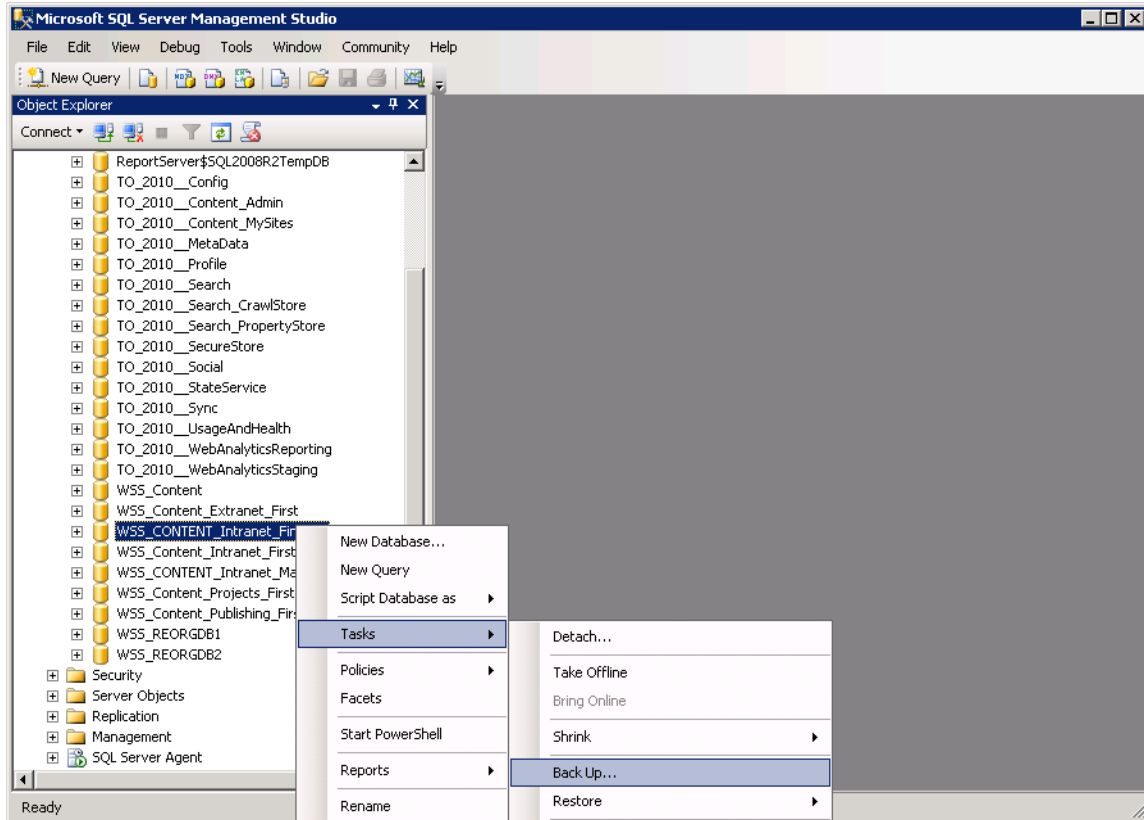 Microsoft SQL Server Management Studio
File Edit View Debug Tools Window Community Help
New Query
Object Explorer
Connect
ReportServer$SQL2008R2TempDB
TO_2010__Config
TO_2010__Content_Admin
TO_2010__Content_MySites
TO_2010__MetaData
TO_2010__Profile
TO_2010__Search
TO_2010__Search_CrawlStore
TO_2010__Search_PropertyStore
TO_2010__SecureStore
TO_2010__Social
TO_2010__StateService
TO_2010__Sync
TO_2010__UsageAndHealth
TO_2010__WebAnalyticsReporting
TO_2010__WebAnalyticsStaging
WSS_Content
WSS_Content_Extranet_First
WSS_CONTENT_Intranet_Fir
WSS_Content_Intranet_First
WSS_CONTENT_Intranet_Ma
WSS_Content_Projects_First
WSS_Content_Publishing_Firs
WSS_REORGDB1
WSS_REORGDB2
Security
Server Objects
Replication
Management
SQL Server Agent
Ready
New Database...
New Query
Script Database as
Tasks
Policies
Facets
Start PowerShell
Reports
Rename
Detach...
Take Offline
Bring Online
Shrink
Back Up...
Restore